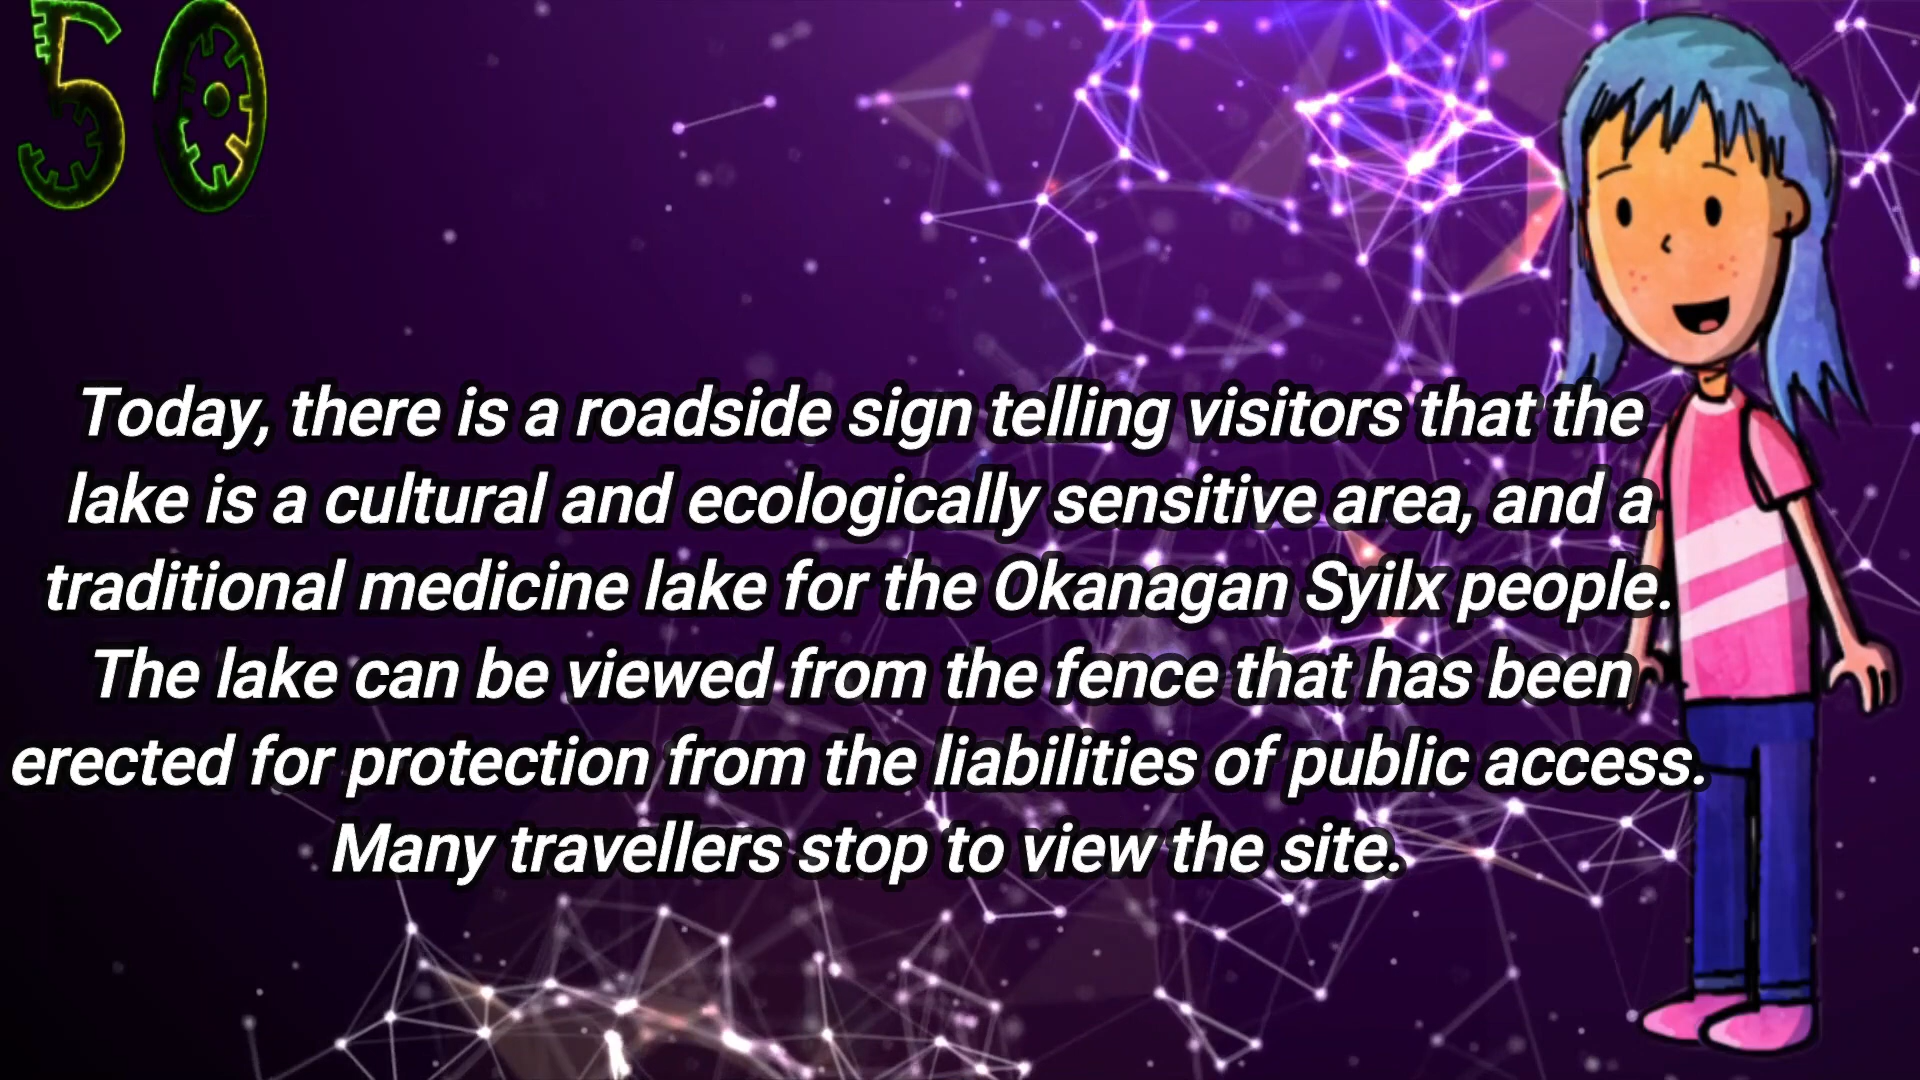 50
Today, there is a roadside sign telling visitors that the
lake is a cultural and ecologically sensitive area, and a
traditional medicine lake for the Okanagan Syilx people.
The lake can be viewed from the fence that has been
erected for protection from the liabilities of public access.
Many travellers stop to view the site.